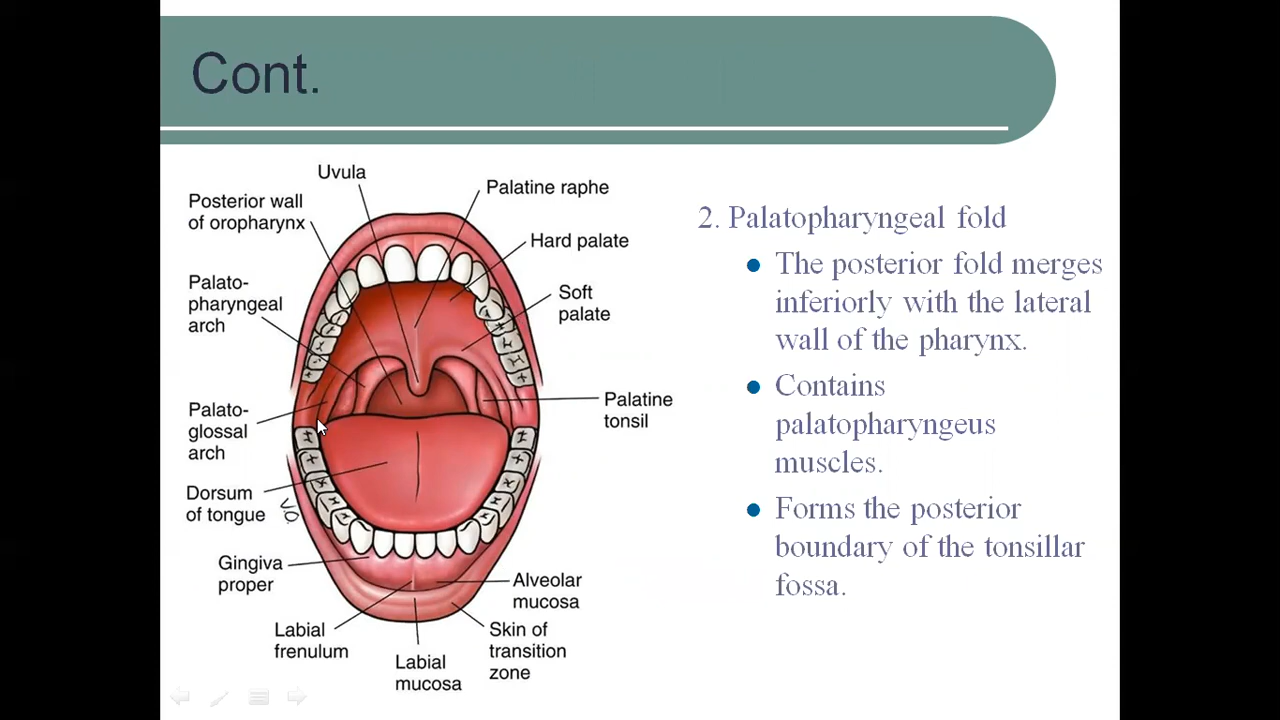 Cont.
Uvula
Palatine raphe
Posterior wall
of oropharynx
Hard palate
Palato-
pharyngeal
arch
Soft
palate
Palatine
tonsil
Palato-
glossal
arch
Dorsum
of tongue
Gingiva
proper
Alveolar
mucosa
Labial
frenulum
Skin of
transition
zone
Labial
mucosa
2. Palatopharyngeal fold
The posterior fold merges
inferiorly with the lateral
wall of the pharynx.
Contains
palatopharyngeus
muscles.
Forms the posterior
boundary of the tonsillar
fossa.